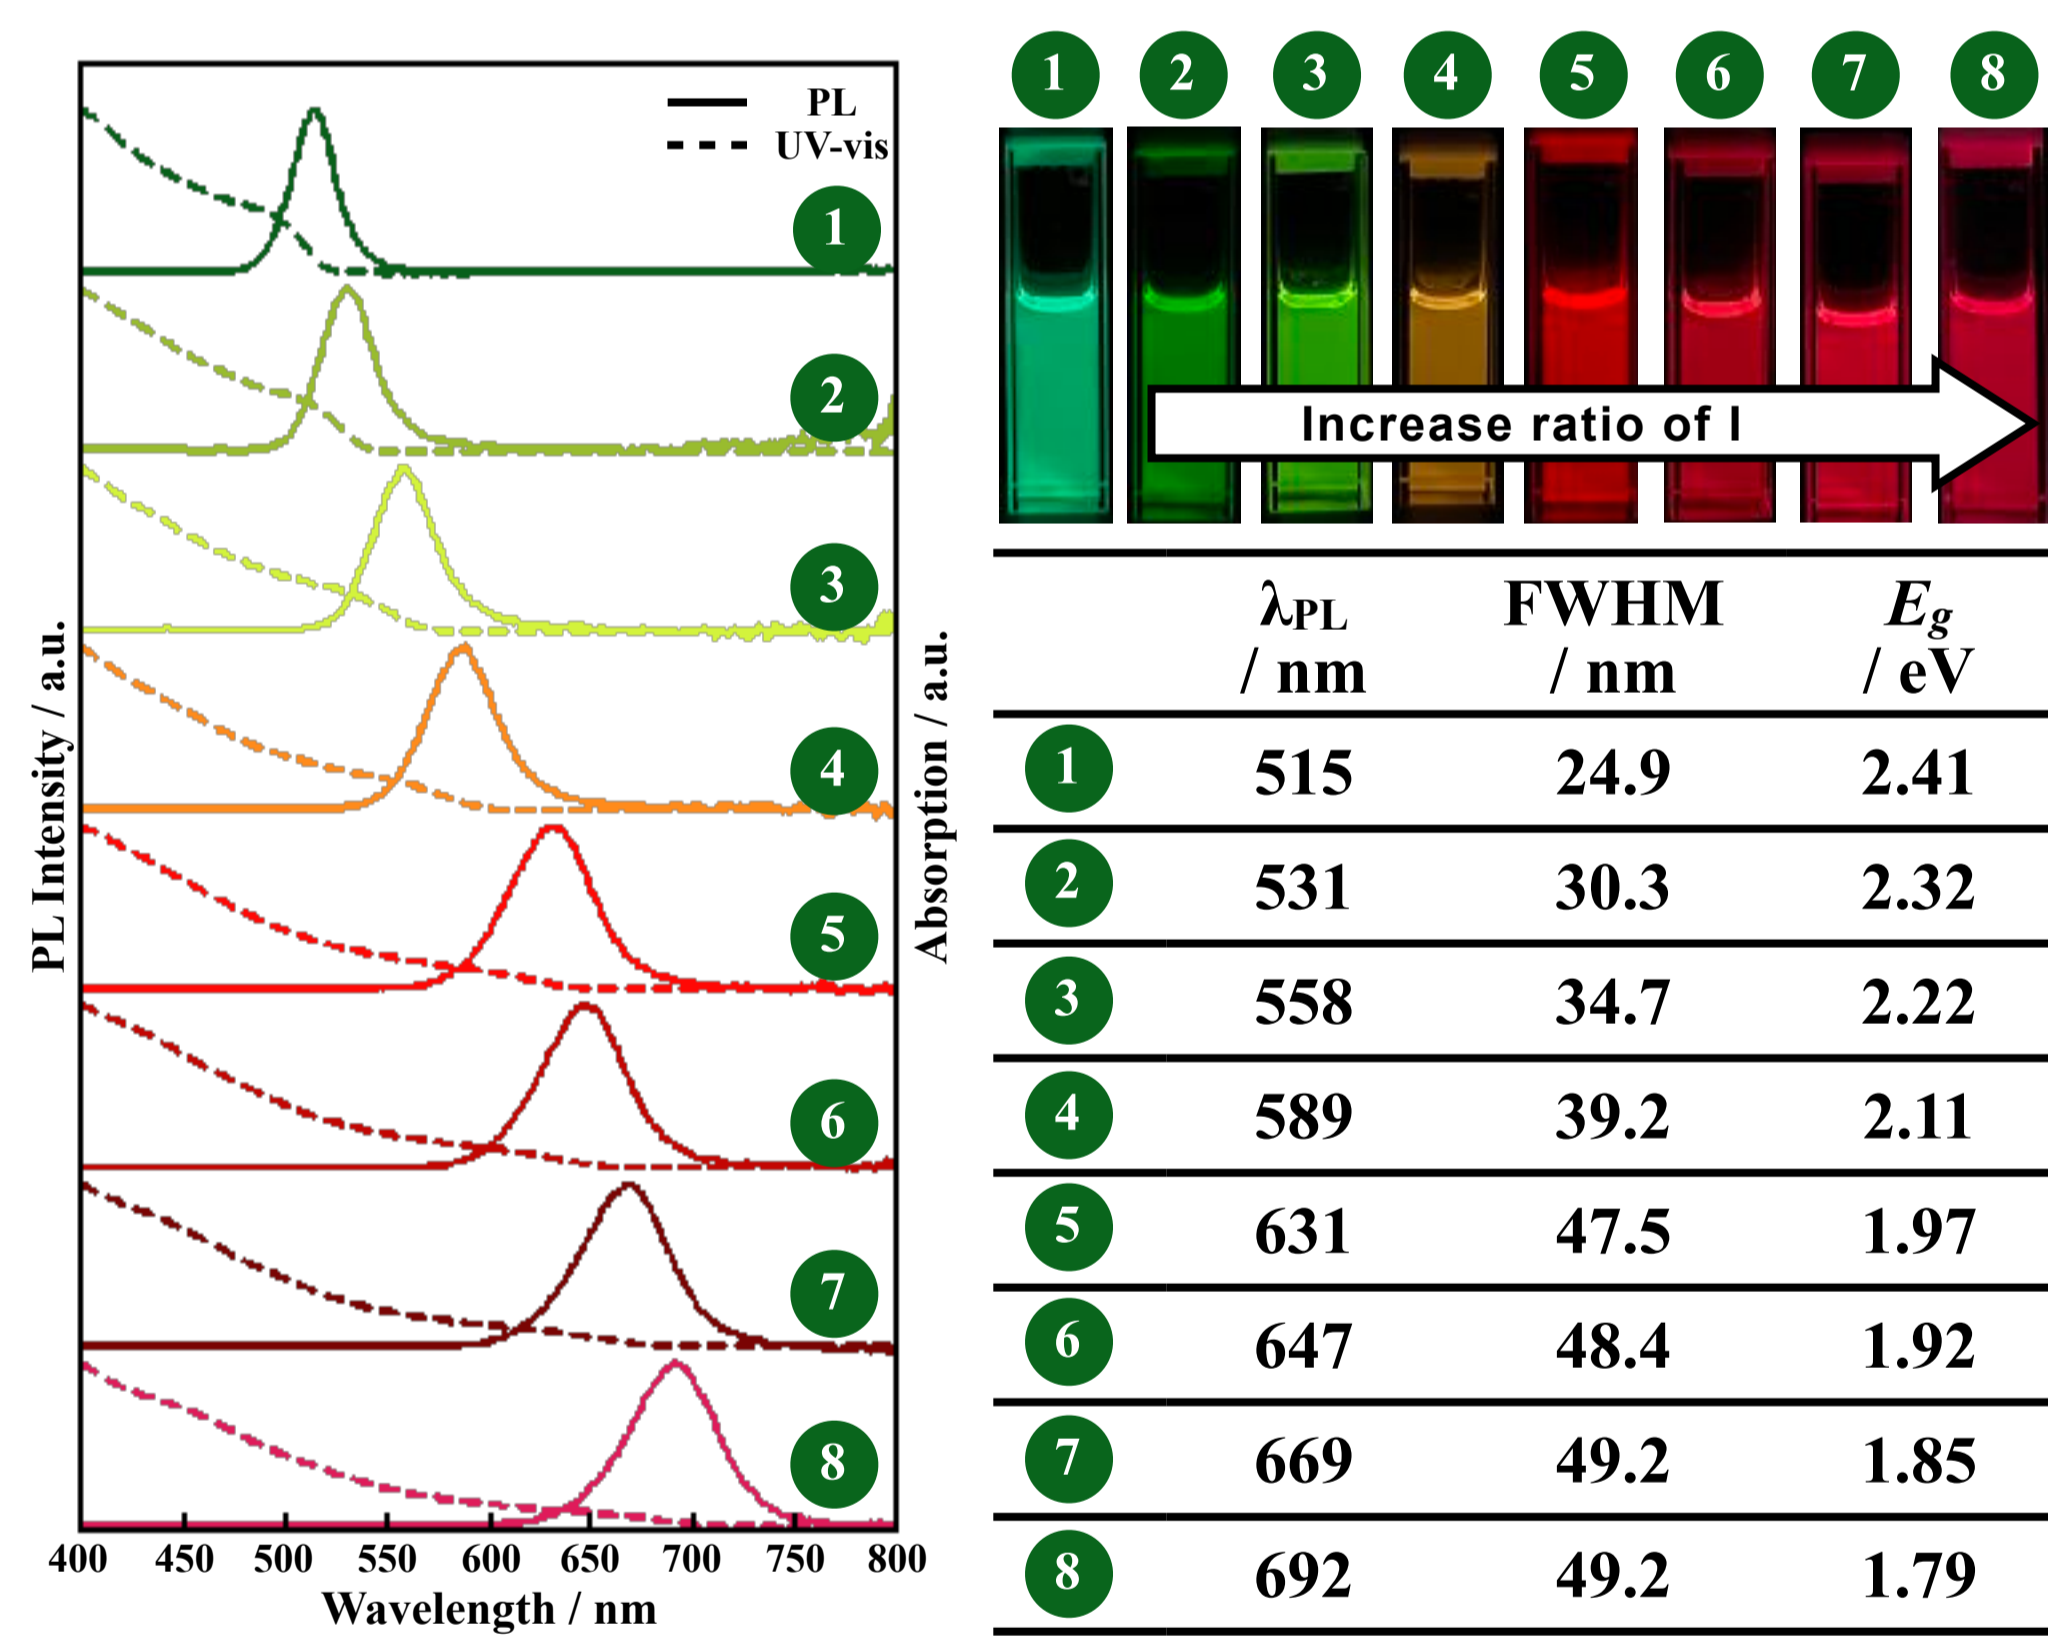 PL
UV-vis
1
2
3
4
5
6
7
8
PL Intensity / a.u.
Absorption / a.u.
400 450 500 550 600 650 700 750 800
Wavelength / nm
1 2 3 4 5 6 7 8
Increase ratio of I
λPL FWHM Eg
/ nm / nm / eV
1 515 24.9 2.41
2 531 30.3 2.32
3 558 34.7 2.22
4 589 39.2 2.11
5 631 47.5 1.97
6 647 48.4 1.92
7 669 49.2 1.85
8 692 49.2 1.79